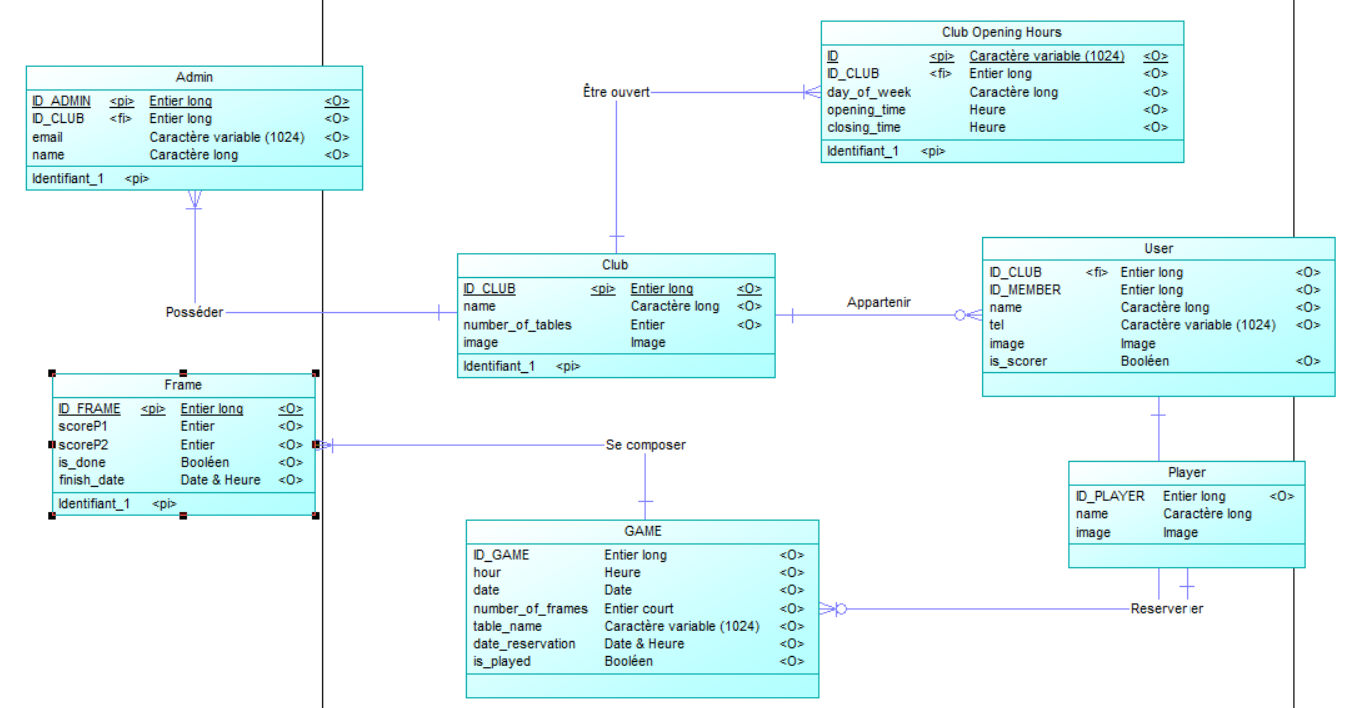 Club Opening Hours
ID <pi> Caractère variable (1024) <O>
ID_CLUB <fi> Entier long <O>
day_of_week Caractère long <O>
opening_time Heure <O>
closing_time Heure <O>
Identifiant_1 <pi>
Admin
ID_ADMIN <pi> Entier long <O>
ID_CLUB <fi> Entier long <O>
email Caractère variable (1024) <O>
name Caractère long <O>
Identifiant_1 <pi>
Être ouvert
User
ID_CLUB <fi> Entier long <O>
ID_MEMBER Entier long <O>
name Caractère long <O>
tel Caractère variable (1024) <O>
image Image
is_scorer Booléen <O>
Club
ID_CLUB <pi> Entier long <O>
name Caractère long <O>
number_of_tables Entier <O>
image Image
Identifiant_1 <pi>
Appartenir
Posséder
Frame
ID_FRAME <pi> Entier long <O>
scoreP1 Entier <O>
scoreP2 Entier <O>
is_done Booléen <O>
finish_date Date & Heure <O>
Identifiant_1 <pi>
Se composer
Player
ID_PLAYER Entier long <O>
name Caractère long
image Image
GAME
ID_GAME Entier long <O>
hour Heure <O>
date Date <O>
number_of_frames Entier court <O>
table_name Caractère variable (1024) <O>
date_reservation Date & Heure <O>
is_played Booléen <O>
Reserver er